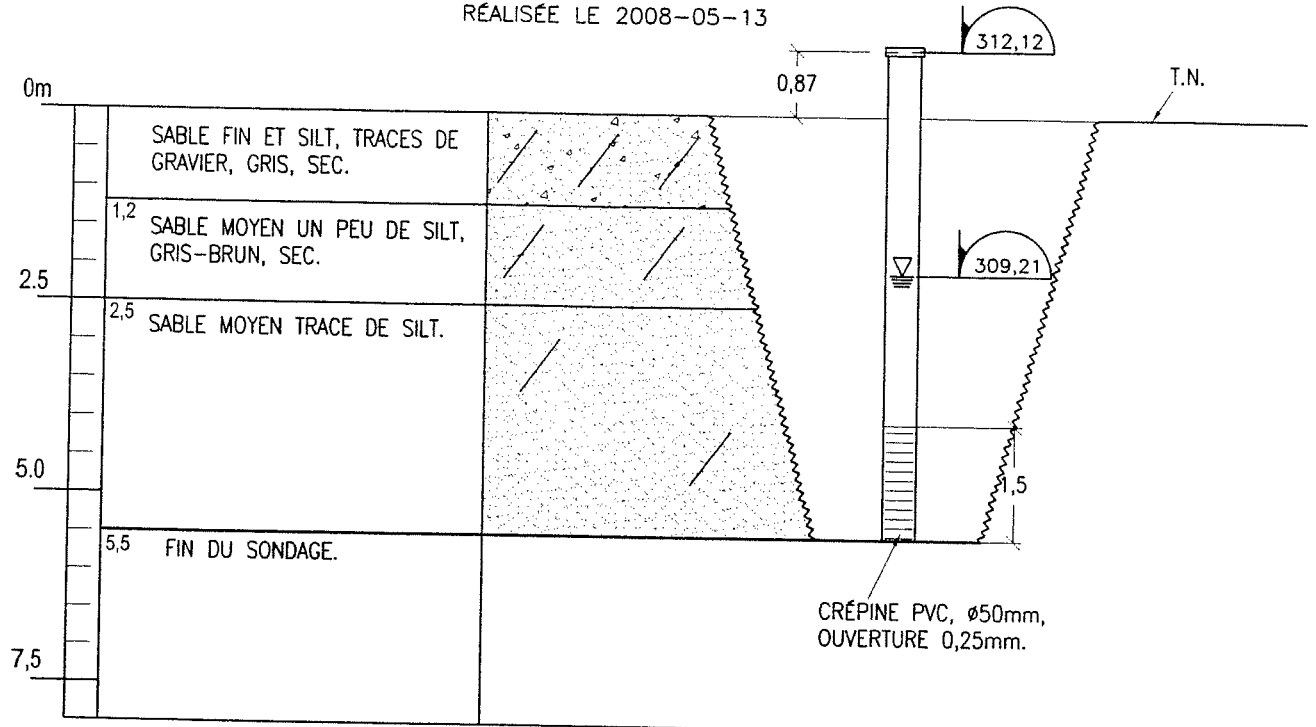 RÉALISÉE LE 2008-05-13
312,12
0,87
T.N.
0m
SABLE FIN ET SILT, TRACES DE
GRAVIER, GRIS, SEC.
1,2
SABLE MOYEN UN PEU DE SILT,
GRIS-BRUN, SEC.
309,21
2.5
2,5
SABLE MOYEN TRACE DE SILT.
5.0
1,5
5,5
FIN DU SONDAGE.
CRÉPINE PVC, ø50mm,
OUVERTURE 0,25mm.
7,5